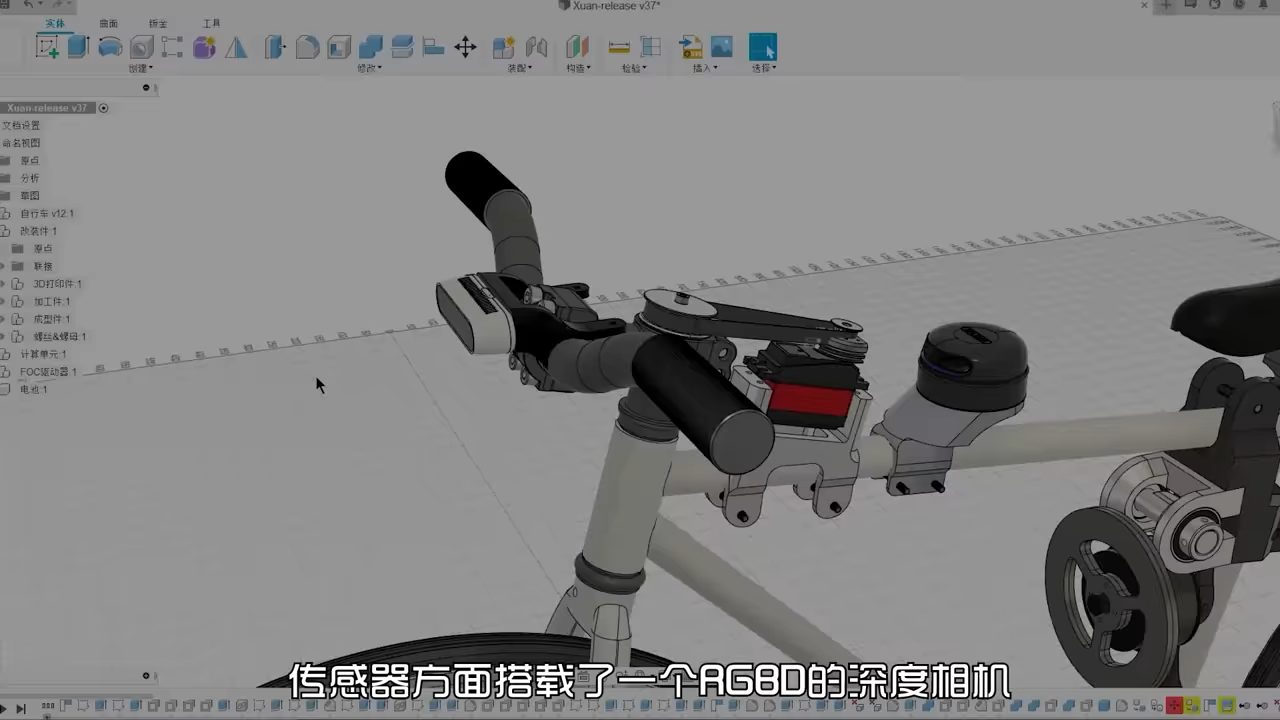 Xuan-release v37*
实体 曲面 钣金 工具
创建 修改 装配 构造 检验 插入 选择
Xuan-release v37
文档设置
命名视图
原点
分析
草图
自行车 v12:1
改装件:1
原点
联接
3D打印件:1
加工件:1
成型件:1
螺丝&螺母:1
计算单元:1
FOC驱动器:1
电池:1
传感器方面搭载了一个RGBD的深度相机